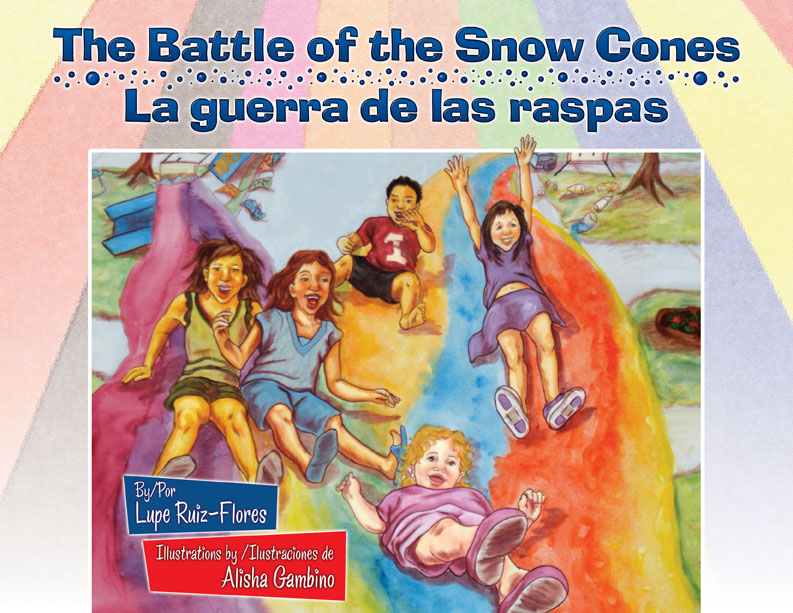 The Battle of the Snow Cones
La guerra de las raspas
By/Por
Lupe Ruiz-Flores
Illustrations by/Ilustraciones de
Alisha Gambino